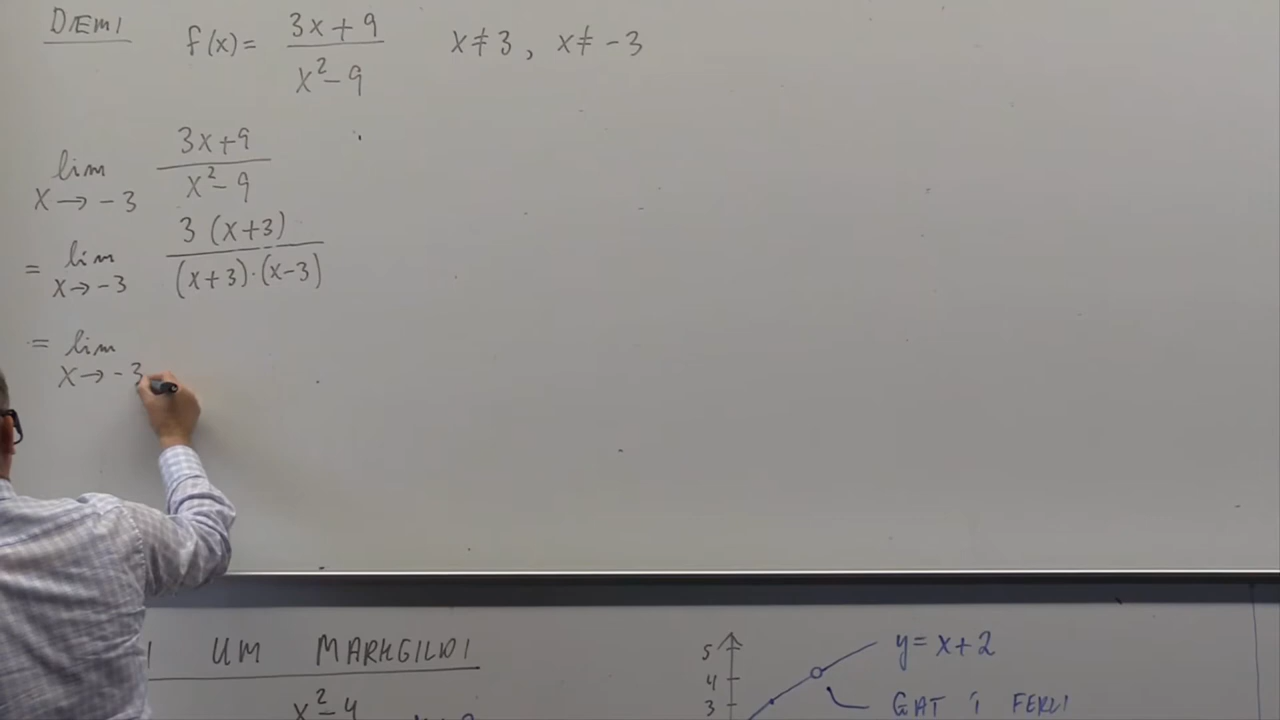 DÆMI f(x) = (3x+9)/(x²-9) x≠3, x≠-3
lim x→-3 (3x+9)/(x²-9)
= lim x→-3 3(x+3)/((x+3)·(x-3))
= lim x→-3
UM MARKGILDI
x²-4
5
4
3
y=x+2
GAT Í FERLI